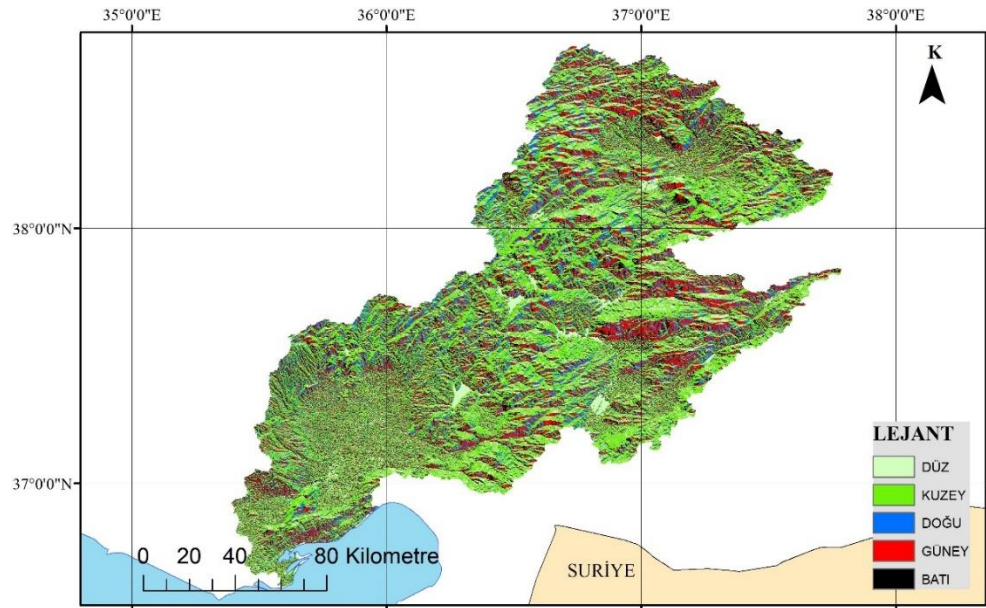 35°0'0"E 36°0'0"E 37°0'0"E 38°0'0"E
K
38°0'0"N
37°0'0"N
LEJANT
DÜZ
KUZEY
DOĞU
GÜNEY
BATI
0 20 40 80 Kilometre
SURİYE